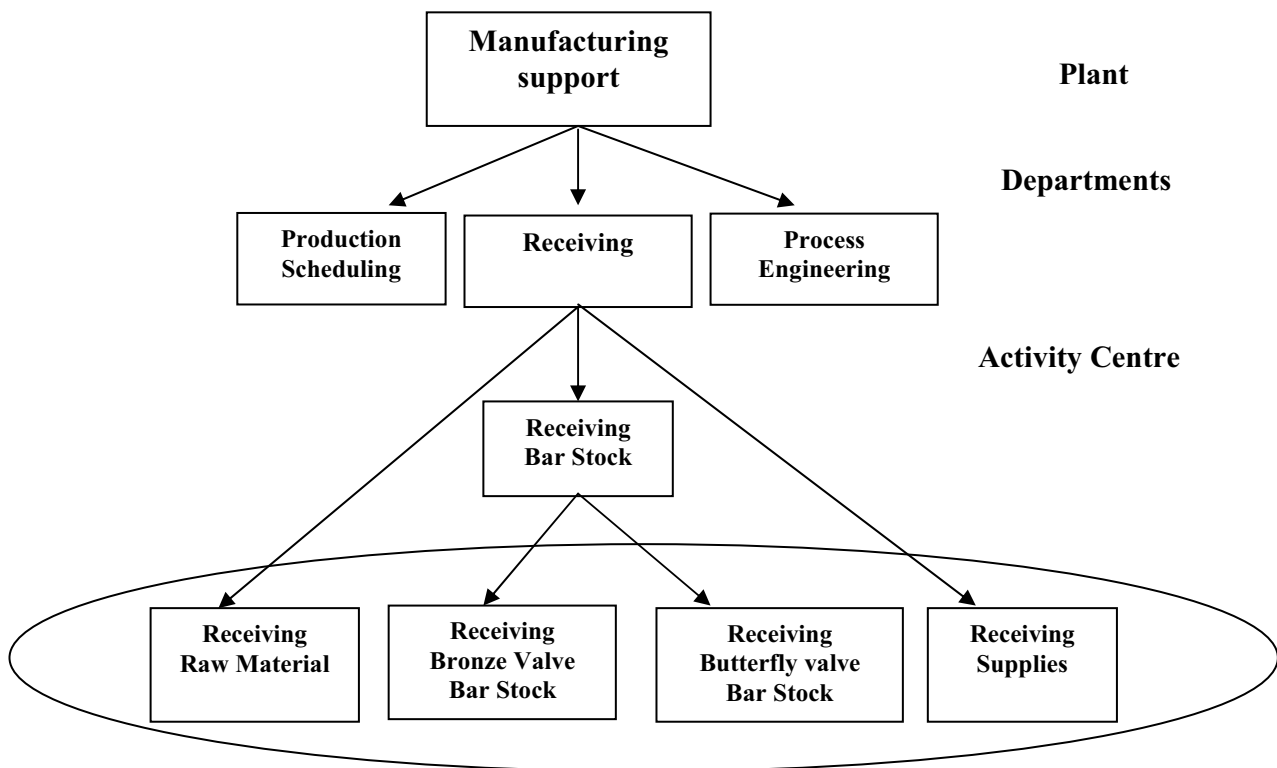 Manufacturing
support
Plant
Departments
Production
Scheduling
Receiving
Process
Engineering
Activity Centre
Receiving
Bar Stock
Receiving
Raw Material
Receiving
Bronze Valve
Bar Stock
Receiving
Butterfly valve
Bar Stock
Receiving
Supplies